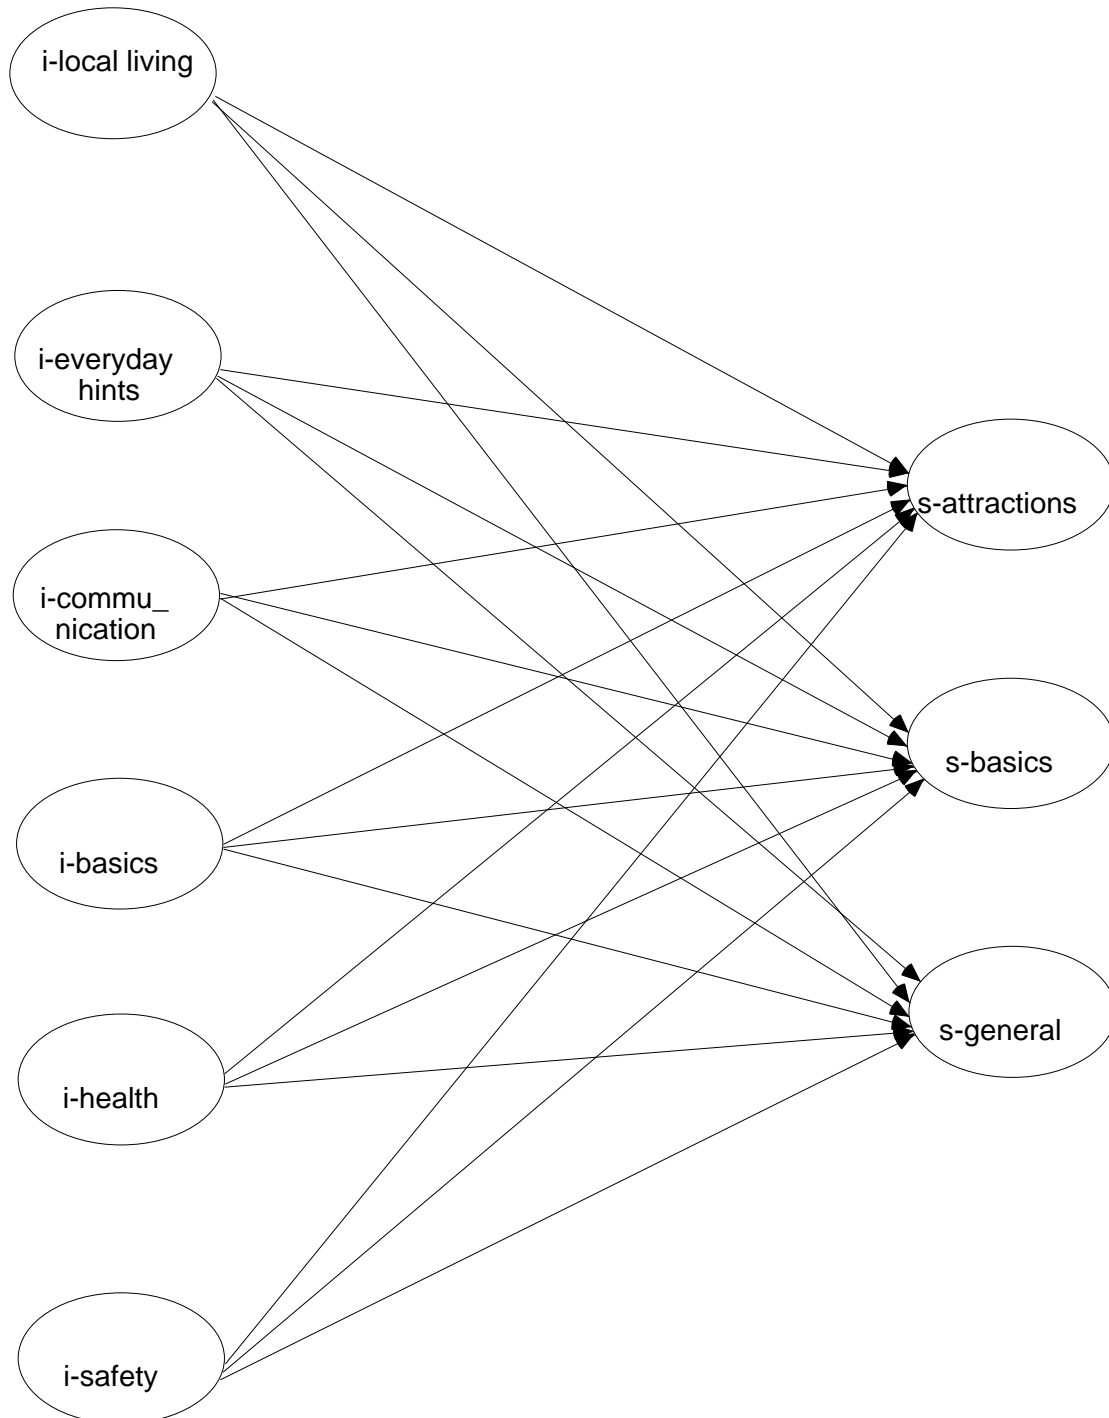 i-local living
i-everyday
hints
s-attractions
i-commu_
nication
s-basics
i-basics
s-general
i-health
i-safety